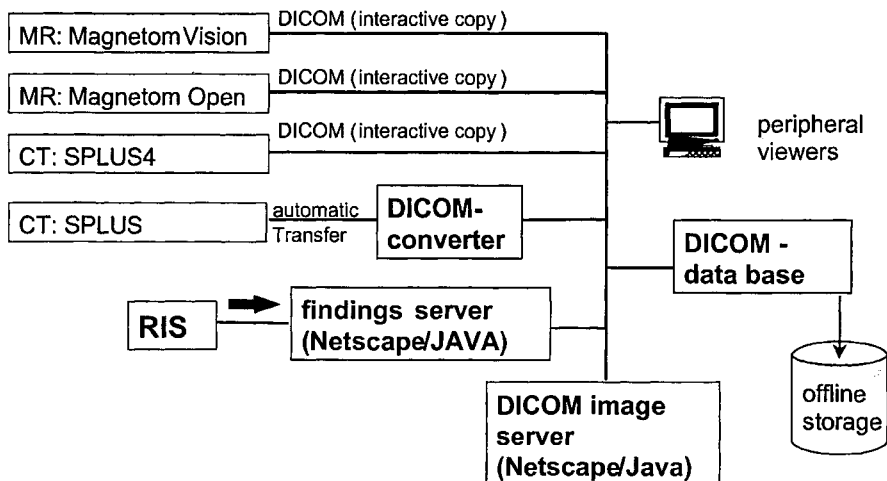 MR: Magnetom Vision
DICOM (interactive copy)
MR: Magnetom Open
DICOM (interactive copy)
CT: SPLUS4
DICOM (interactive copy)
peripheral
viewers
CT: SPLUS
automatic
Transfer
DICOM-
converter
DICOM -
data base
RIS
findings server
(Netscape/JAVA)
DICOM image
server
(Netscape/Java)
offline
storage